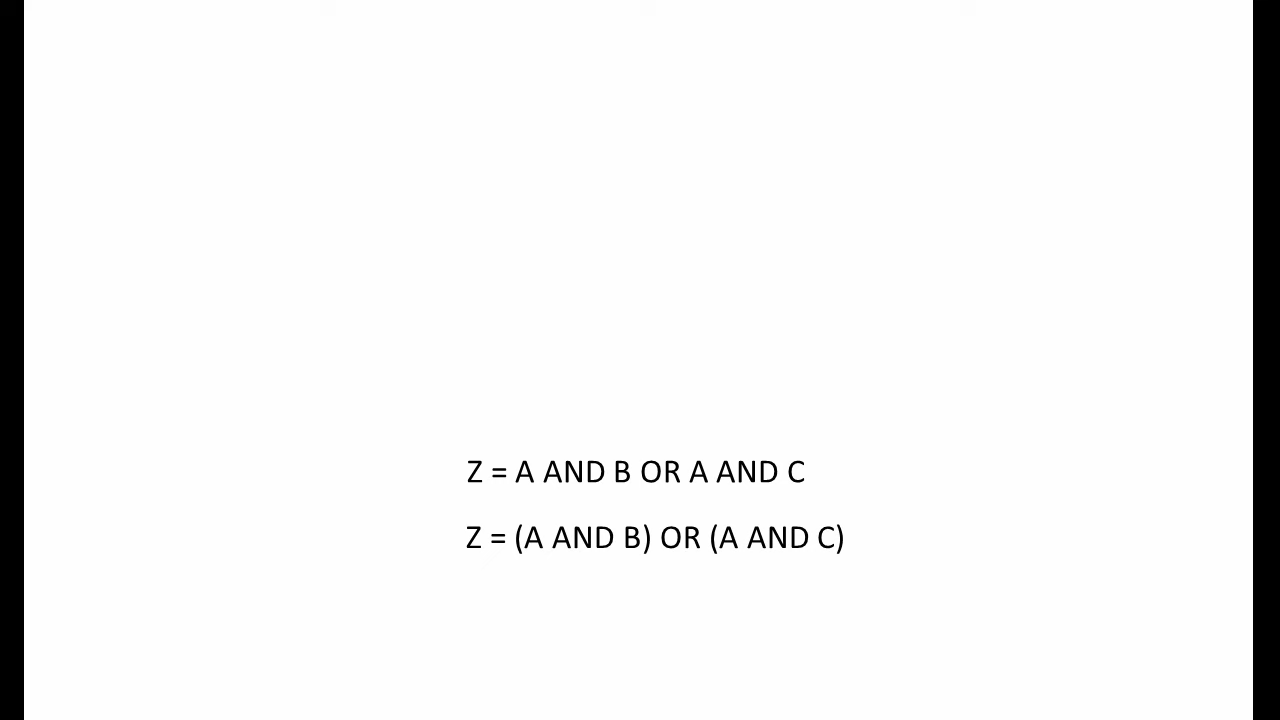 Z = A AND B OR A AND C
Z = (A AND B) OR (A AND C)